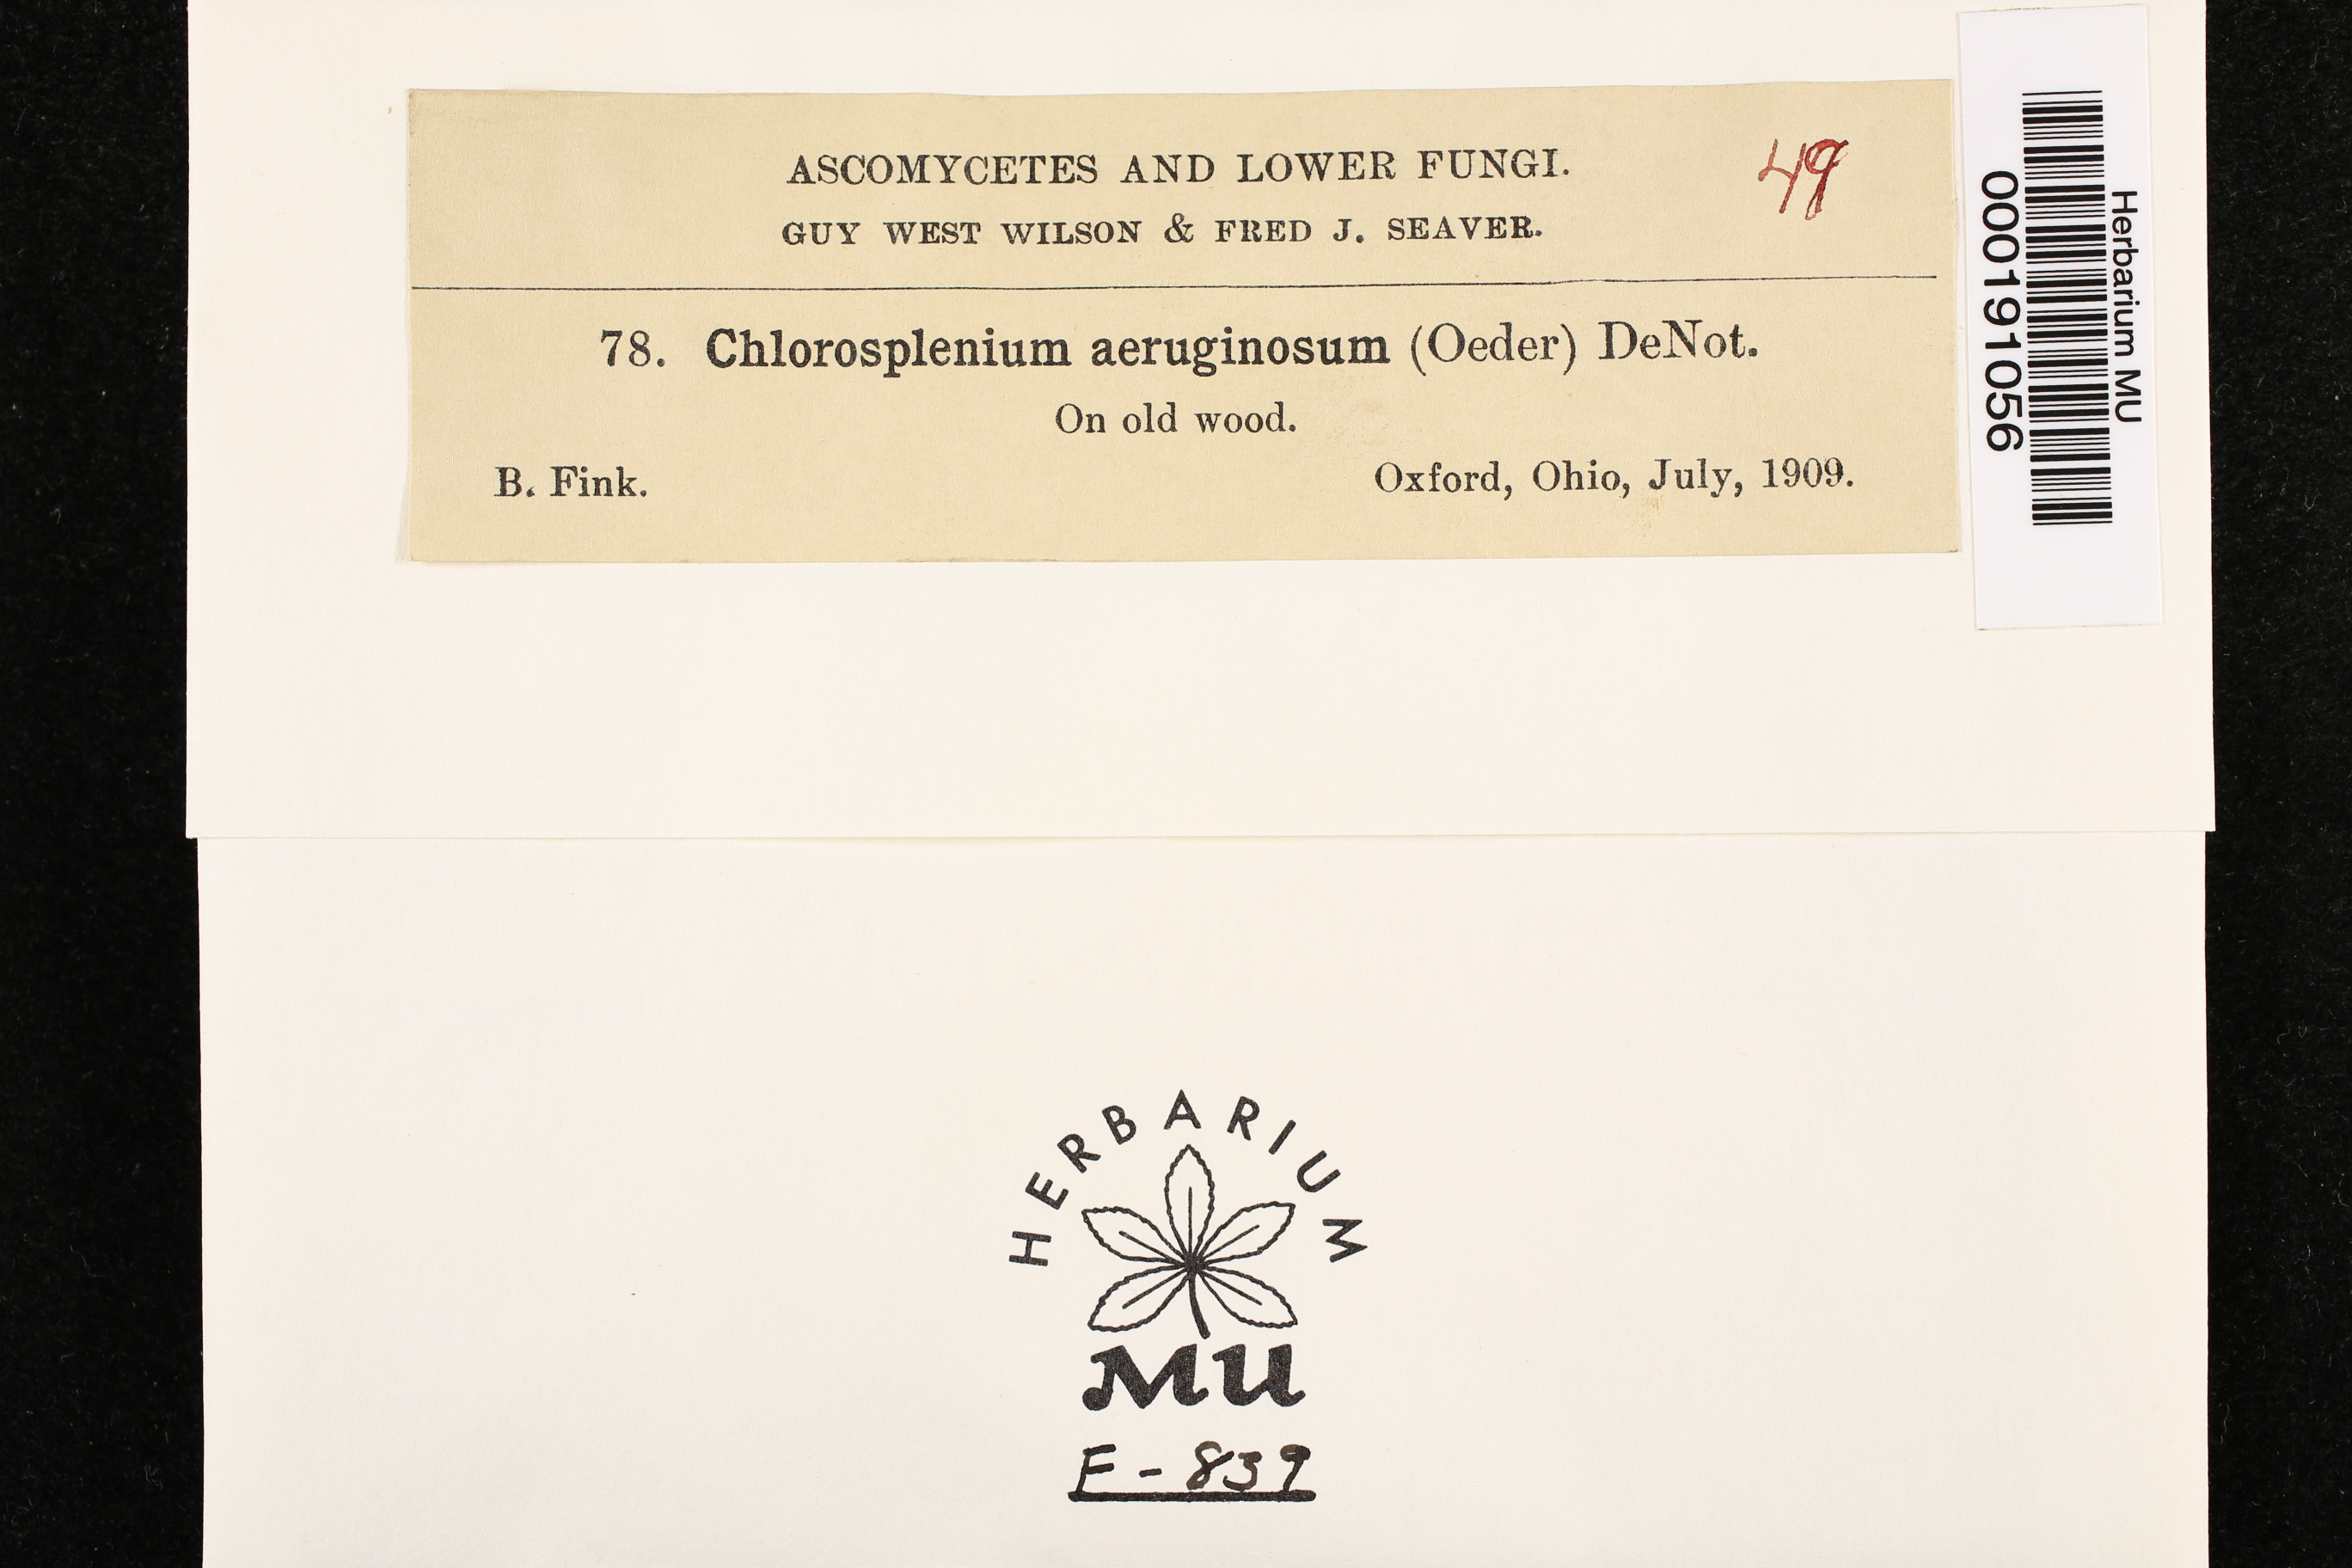 ASCOMYCETES AND LOWER FUNGI.
49
GUY WEST WILSON & FRED J. SEAVER.
78. Chlorosplenium aeruginosum (Oeder) DeNot.
On old wood.
B. Fink. Oxford, Ohio, July, 1909.
Herbarium MU
000191056
HERBARIUM
MU
F-839